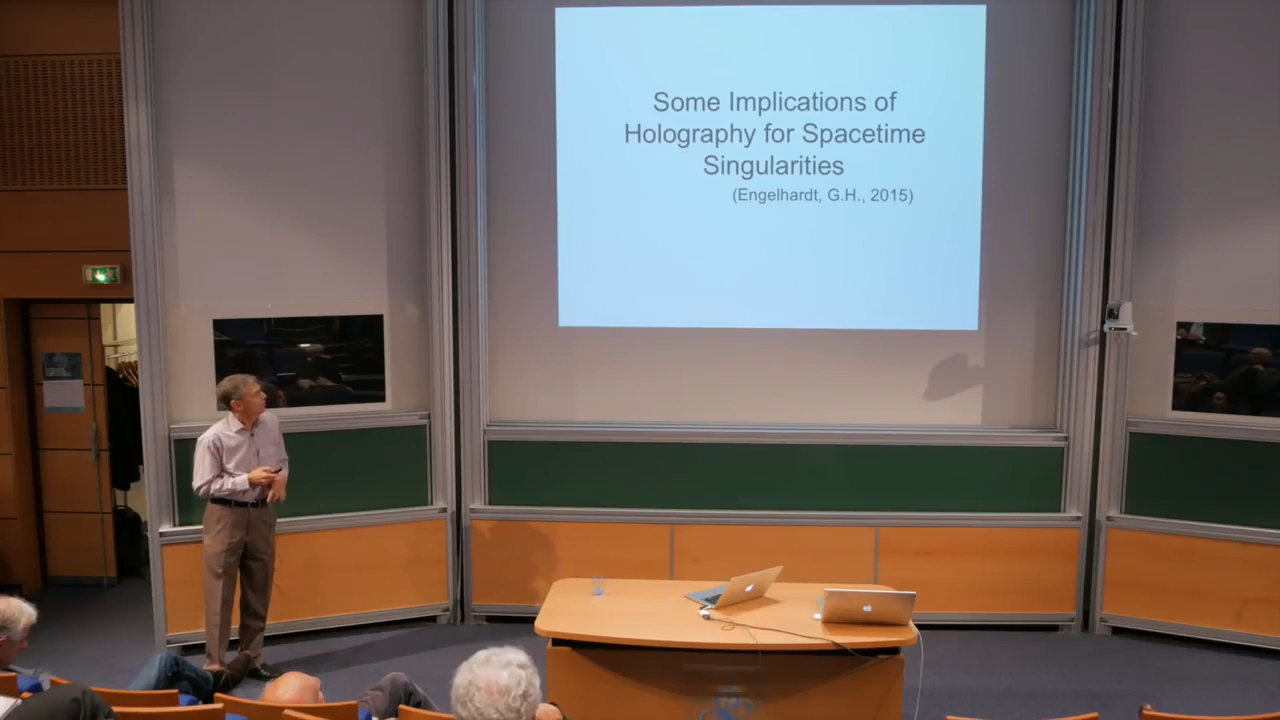 Some Implications of
Holography for Spacetime
Singularities
(Engelhardt, G.H., 2015)